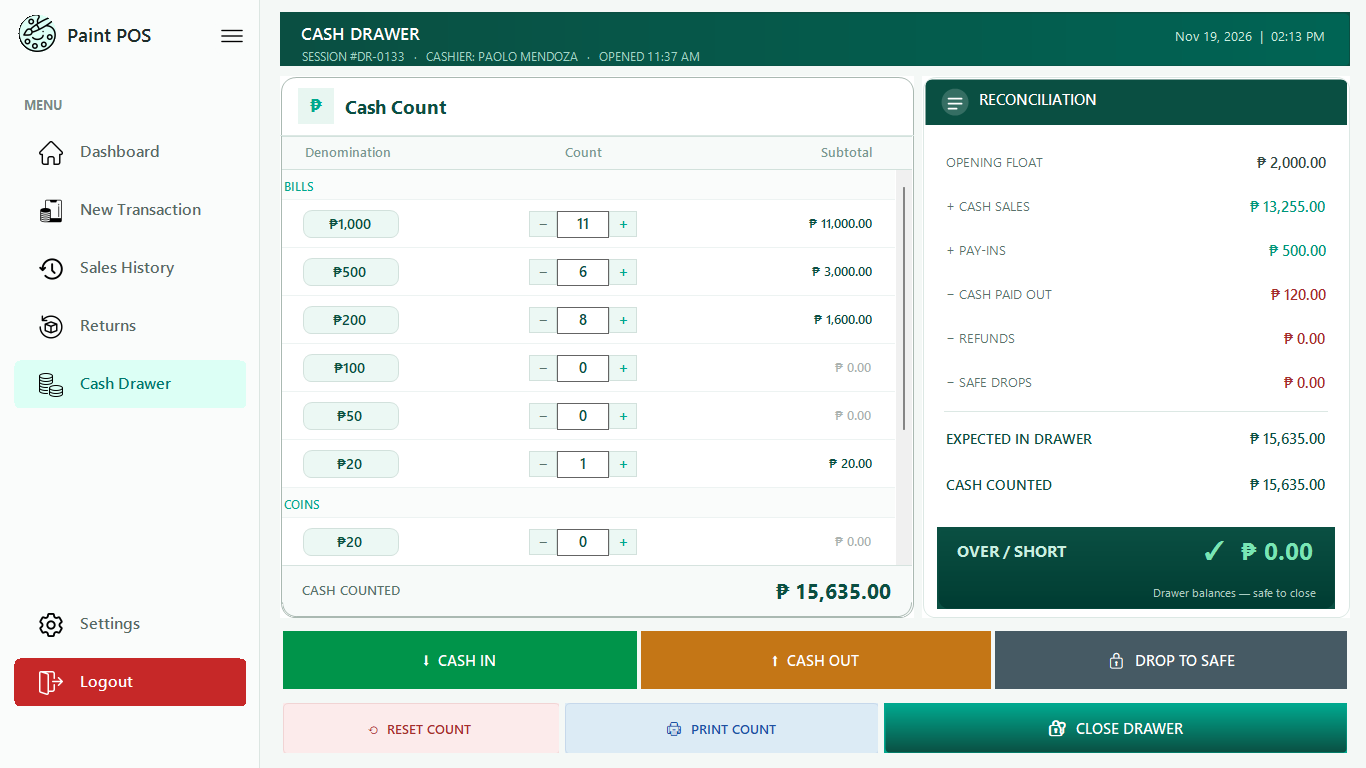 Paint POS
MENU
Dashboard
New Transaction
Sales History
Returns
Cash Drawer
Settings
Logout
CASH DRAWER
SESSION #DR-0133 · CASHIER: PAOLO MENDOZA · OPENED 11:37 AM
Nov 19, 2026 | 02:13 PM
₱ Cash Count
Denomination Count Subtotal
BILLS
₱1,000 − 11 + ₱ 11,000.00
₱500 − 6 + ₱ 3,000.00
₱200 − 8 + ₱ 1,600.00
₱100 − 0 + ₱ 0.00
₱50 − 0 + ₱ 0.00
₱20 − 1 + ₱ 20.00
COINS
₱20 − 0 + ₱ 0.00
CASH COUNTED ₱ 15,635.00
RECONCILIATION
OPENING FLOAT ₱ 2,000.00
+ CASH SALES ₱ 13,255.00
+ PAY-INS ₱ 500.00
− CASH PAID OUT ₱ 120.00
− REFUNDS ₱ 0.00
− SAFE DROPS ₱ 0.00
EXPECTED IN DRAWER ₱ 15,635.00
CASH COUNTED ₱ 15,635.00
OVER / SHORT ✓ ₱ 0.00
Drawer balances — safe to close
⬇ CASH IN
⬆ CASH OUT
DROP TO SAFE
⟲ RESET COUNT
PRINT COUNT
CLOSE DRAWER